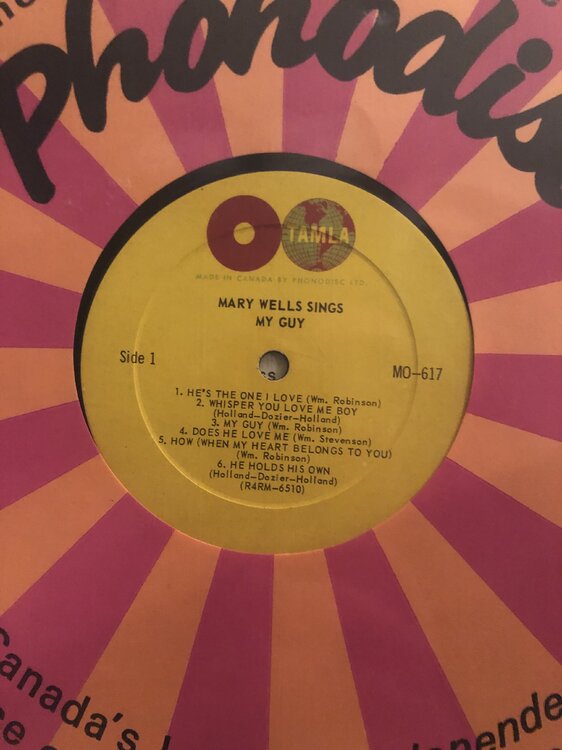 phonodis
TAMLA
MADE IN CANADA BY PHONODISC LTD.
MARY WELLS SINGS
MY GUY
Side 1
MO-617
1. HE'S THE ONE I LOVE (Wm. Robinson)
2. WHISPER YOU LOVE ME BOY
(Holland-Dozier-Holland)
3. MY GUY (Wm. Robinson)
4. DOES HE LOVE ME (Wm. Stevenson)
5. HOW (WHEN MY HEART BELONGS TO YOU)
(Wm. Robinson)
6. HE HOLDS HIS OWN
(Holland-Dozier-Holland)
(R4RM-6510)
Canada's